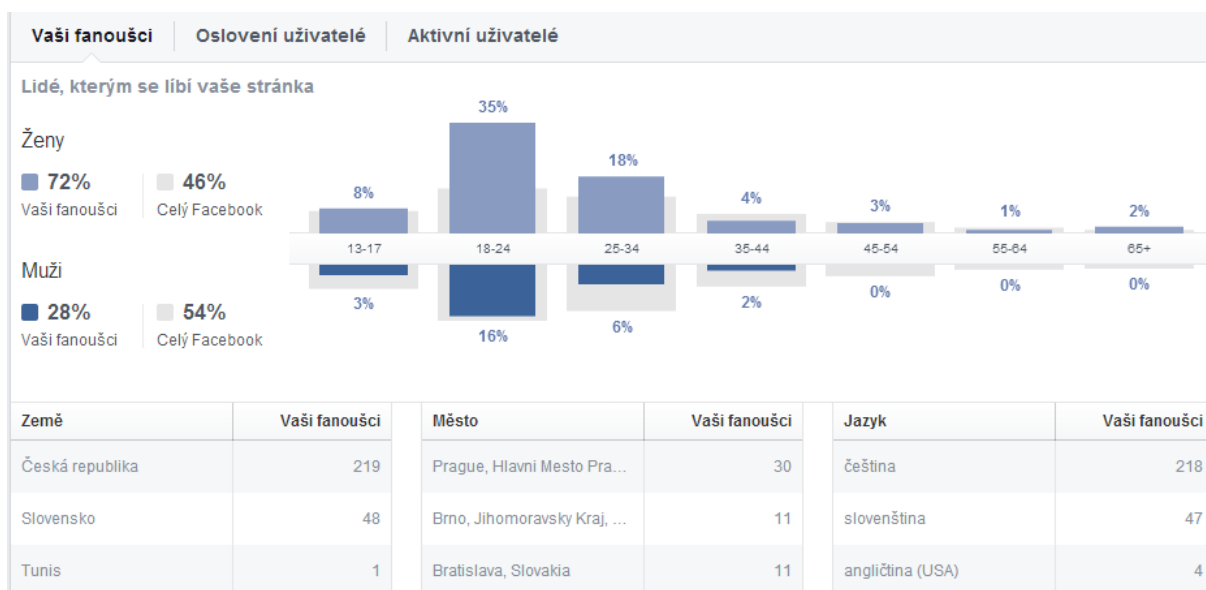 Vaši fanoušci Oslovení uživatelé Aktivní uživatelé
Lidé, kterým se líbí vaše stránka
Ženy
72% 46%
Vaši fanoušci Celý Facebook
35%
18%
8%
4%
3%
1%
2%
13-17 18-24 25-34 35-44 45-54 55-64 65+
Muži
28% 54%
Vaši fanoušci Celý Facebook
3%
16%
6%
2%
0%
0%
0%
Země Vaši fanoušci Město Vaši fanoušci Jazyk Vaši fanoušci
Česká republika 219 Prague, Hlavni Mesto Pra... 30 čeština 218
Slovensko 48 Brno, Jihomoravsky Kraj, ... 11 slovenština 47
Tunis 1 Bratislava, Slovakia 11 angličtina (USA) 4